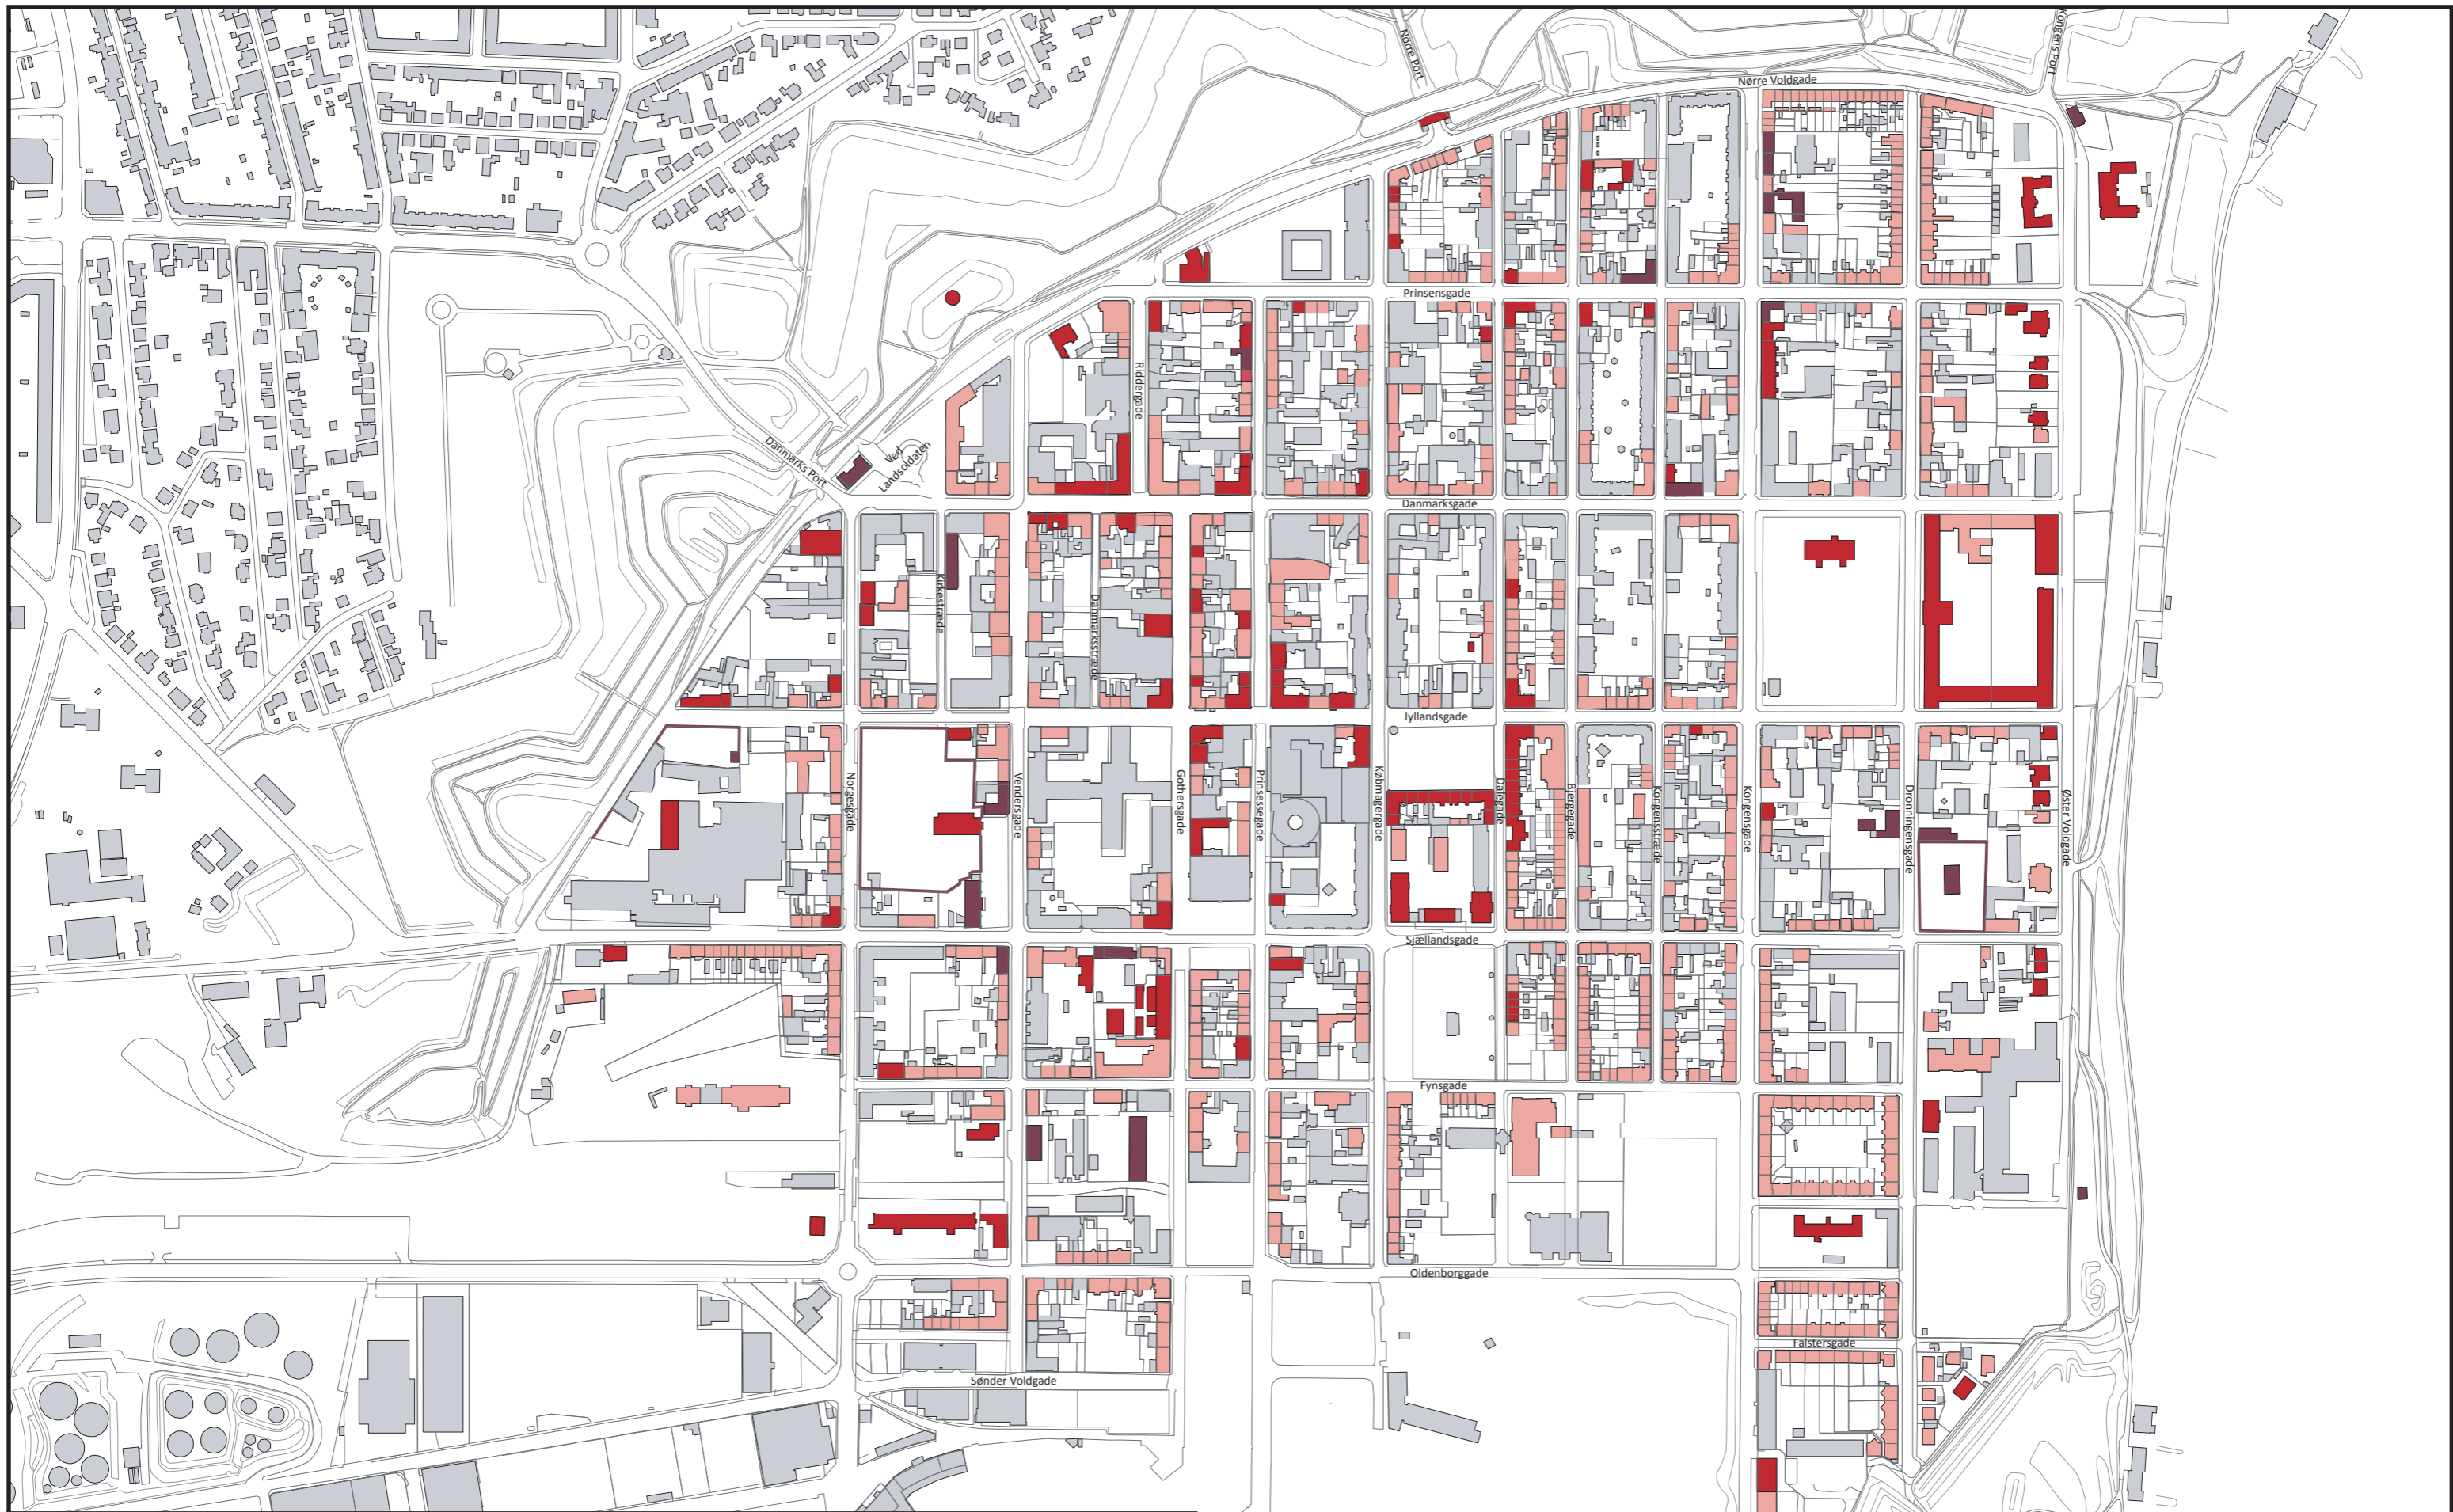 Nørre Port
Kongens Port
Nørre Voldgade
Prinsensgade
Riddergade
Danmarks Port
Ved
Landsoldaten
Danmarksgade
Kirkestræde
Danmarksstræde
Jyllandsgade
Norgesgade
Vendersgade
Gothersgade
Prinsessegade
Købmagergade
Dalegade
Bjergegade
Kongensstræde
Kongensgade
Dronningensgade
Øster Voldgade
Sjællandsgade
Fynsgade
Oldenborggade
Falstersgade
Sønder Voldgade